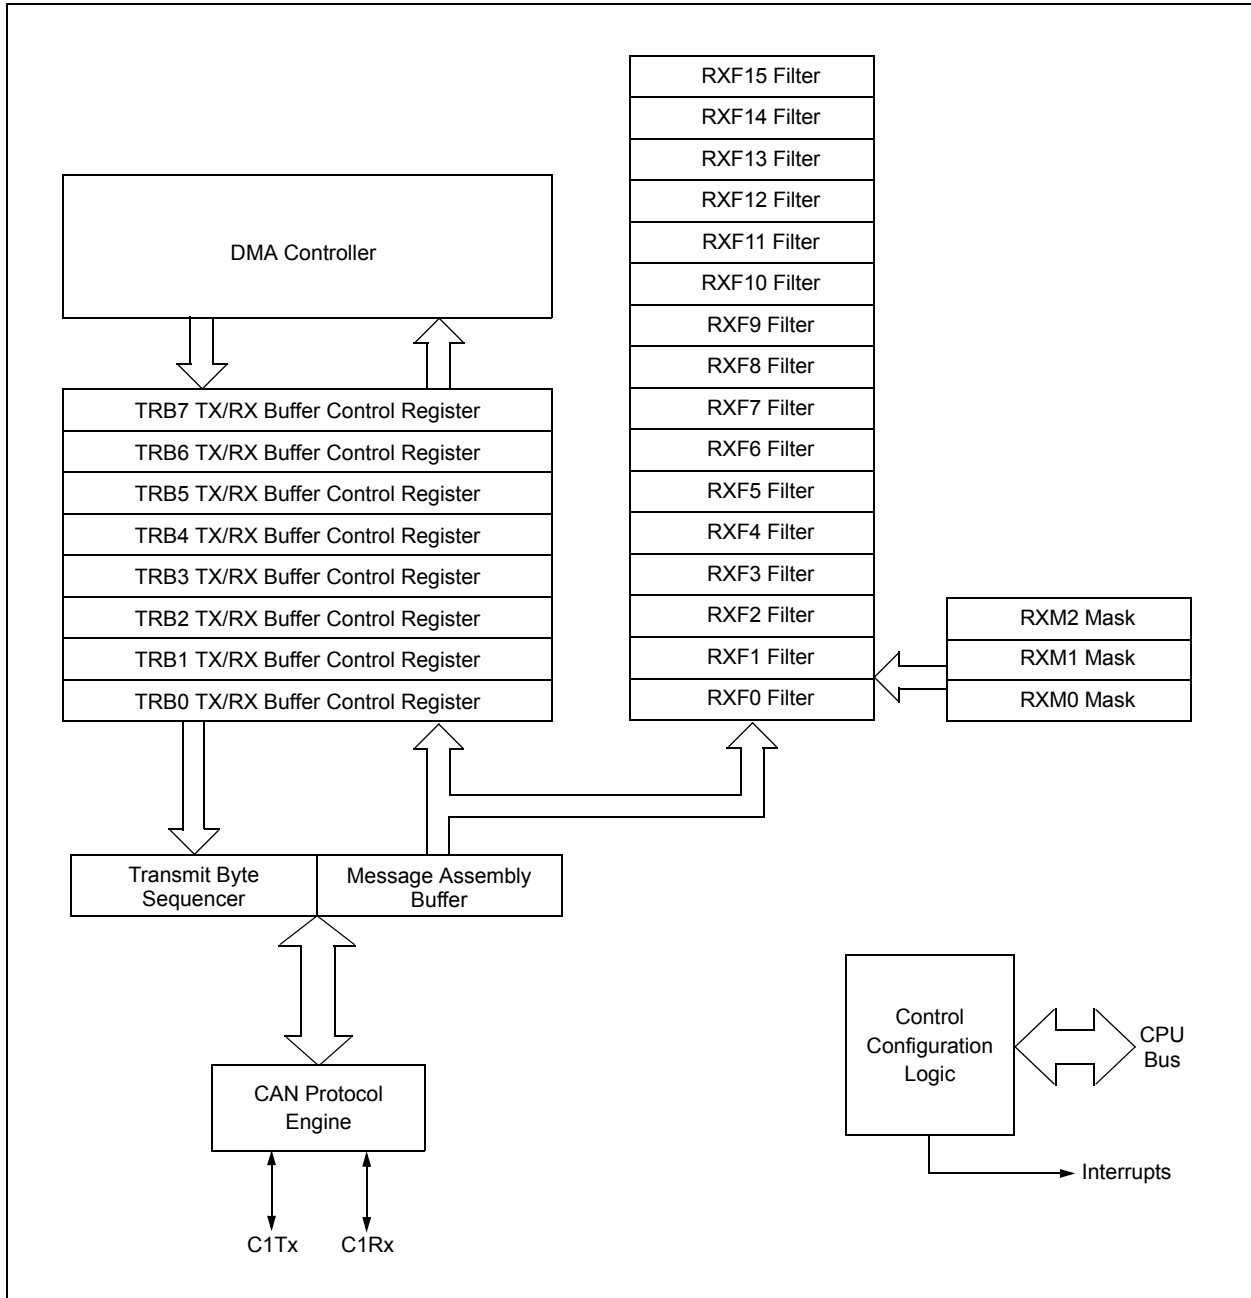 DMA Controller
TRB7 TX/RX Buffer Control Register
TRB6 TX/RX Buffer Control Register
TRB5 TX/RX Buffer Control Register
TRB4 TX/RX Buffer Control Register
TRB3 TX/RX Buffer Control Register
TRB2 TX/RX Buffer Control Register
TRB1 TX/RX Buffer Control Register
TRB0 TX/RX Buffer Control Register
RXF15 Filter
RXF14 Filter
RXF13 Filter
RXF12 Filter
RXF11 Filter
RXF10 Filter
RXF9 Filter
RXF8 Filter
RXF7 Filter
RXF6 Filter
RXF5 Filter
RXF4 Filter
RXF3 Filter
RXF2 Filter
RXF1 Filter
RXF0 Filter
RXM2 Mask
RXM1 Mask
RXM0 Mask
Transmit Byte
Sequencer
Message Assembly
Buffer
CAN Protocol
Engine
C1Tx
C1Rx
Control
Configuration
Logic
CPU
Bus
Interrupts